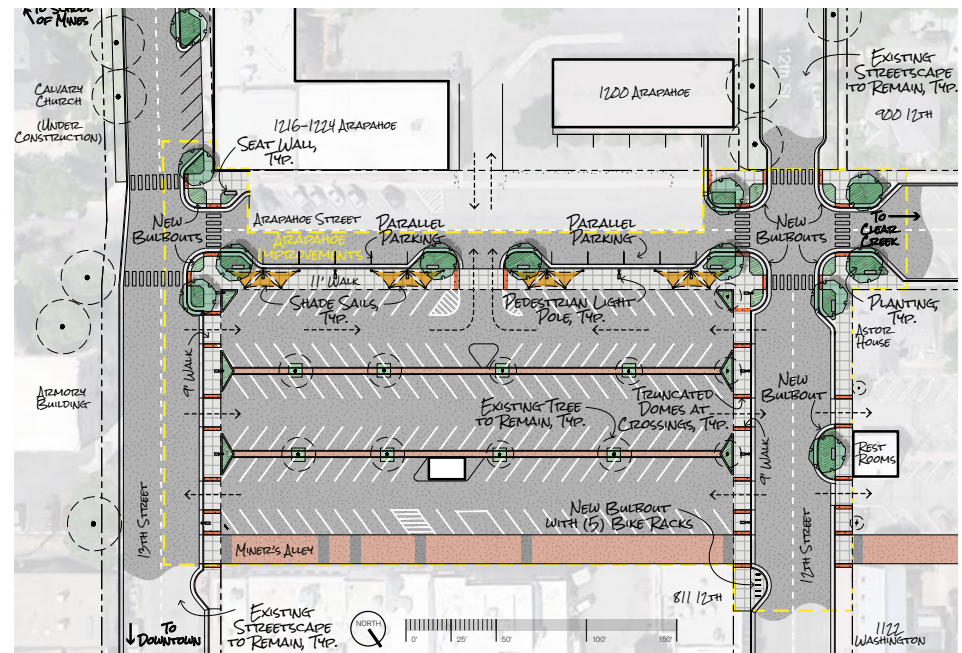 TO SCHOOL
OF MINES
CALVARY
CHURCH
(UNDER
CONSTRUCTION)
1216-1224 ARAPAHOE
SEAT WALL,
TYP.
1200 ARAPAHOE
12th St
EXISTING
STREETSCAPE
TO REMAIN, TYP.
900 12TH
NEW
BULBOUTS
ARAPAHOE STREET
ARAPAHOE
IMPROVEMENTS
PARALLEL
PARKING
PARALLEL
PARKING
NEW
BULBOUTS
TO
CLEAR
CREEK
11' WALK
SHADE SAILS,
TYP.
PEDESTRIAN LIGHT
POLE, TYP.
PLANTING,
TYP.
ASTOR
HOUSE
9' WALK
ARMORY
BUILDING
EXISTING TREE
TO REMAIN, TYP.
TRUNCATED
DOMES AT
CROSSINGS, TYP.
NEW
BULBOUT
9' WALK
REST
ROOMS
NEW BULBOUT
WITH (5) BIKE RACKS
13TH STREET
12TH STREET
MINER'S ALLEY
811 12TH
TO
DOWNTOWN
EXISTING
STREETSCAPE
TO REMAIN, TYP.
NORTH
0' 25' 50' 100' 150'
1122
WASHINGTON